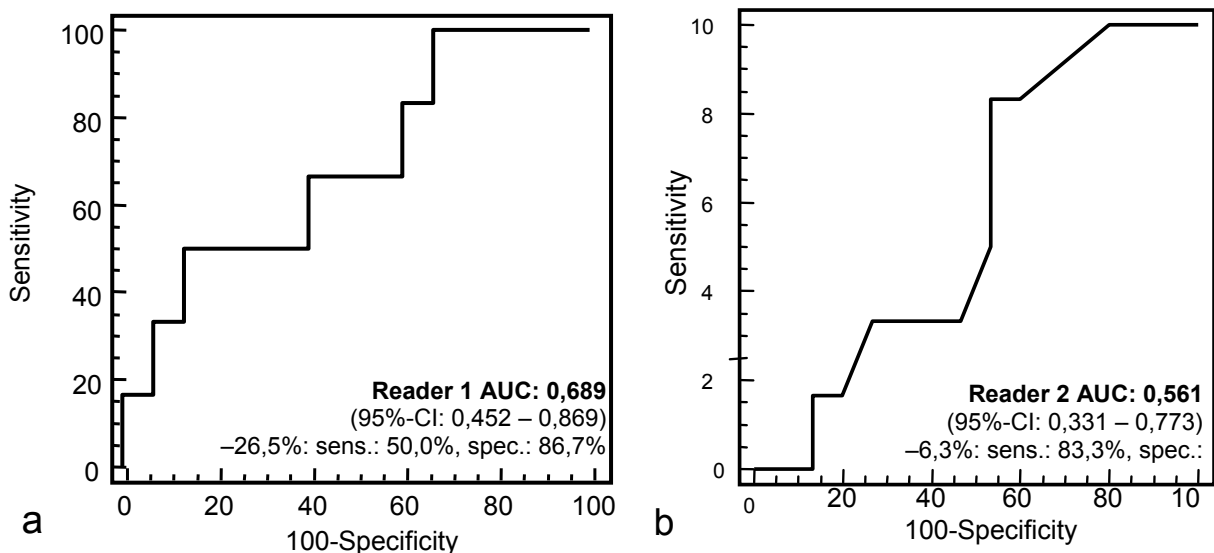 100
80
60
40
20
0
Sensitivity
Reader 1 AUC: 0,689
(95%-CI: 0,452 – 0,869)
–26,5%: sens.: 50,0%, spec.: 86,7%
0 20 40 60 80 100
100-Specificity
a
10
8
6
4
2
0
Sensitivity
Reader 2 AUC: 0,561
(95%-CI: 0,331 – 0,773)
–6,3%: sens.: 83,3%, spec.:
0 20 40 60 80 10
100-Specificity
b